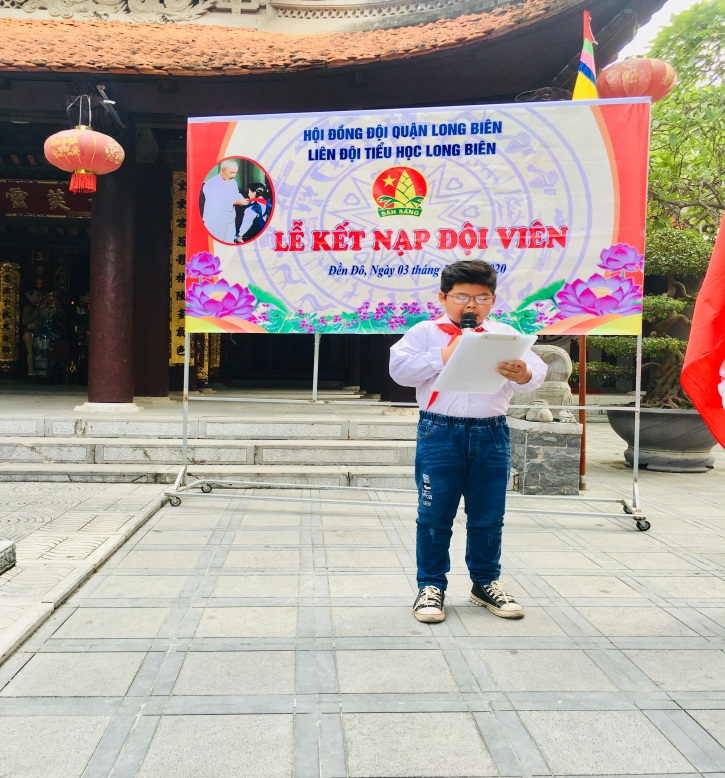 HỘI ĐỒNG ĐỘI QUẬN LONG BIÊN
LIÊN ĐỘI TIỂU HỌC LONG BIÊN
SẴN SÀNG
LỄ KẾT NẠP ĐỘI VIÊN
Đền Đô, Ngày 03 tháng 20